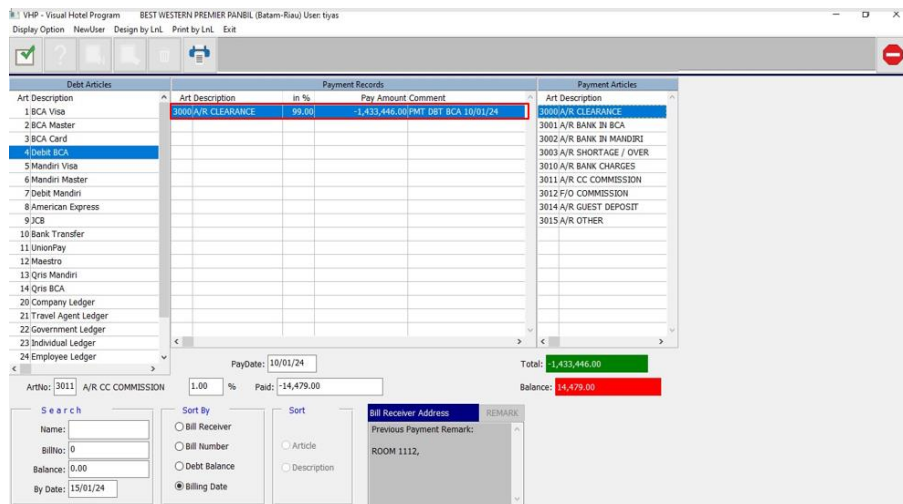 VHP - Visual Hotel Program BEST WESTERN PREMIER PANBIL (Batam-Riau) User: tiyas
Display Option NewUser Design by LnL Print by LnL Exit
Debt Articles Payment Records Payment Articles
Art Description Art Description in % Pay Amount Comment Art Description
1 BCA Visa 3000 A/R CLEARANCE 99.00 -1,433,446.00 PMT DBT BCA 10/01/24 3000 A/R CLEARANCE
2 BCA Master 3001 A/R BANK IN BCA
3 BCA Card 3002 A/R BANK IN MANDIRI
4 Debit BCA 3003 A/R SHORTAGE / OVER
5 Mandiri Visa 3010 A/R BANK CHARGES
6 Mandiri Master 3011 A/R CC COMMISSION
7 Debit Mandiri 3012 F/O COMMISSION
8 American Express 3014 A/R GUEST DEPOSIT
9 JCB 3015 A/R OTHER
10 Bank Transfer
11 UnionPay
12 Maestro
13 Qris Mandiri
14 Qris BCA
20 Company Ledger
21 Travel Agent Ledger
22 Government Ledger
23 Individual Ledger
24 Employee Ledger
PayDate: 10/01/24 Total: -1,433,446.00
ArtNo: 3011 A/R CC COMMISSION 1.00 % Paid: -14,479.00 Balance: 14,479.00
Search Sort By Sort Bill Receiver Address REMARK
Name: Bill Receiver Previous Payment Remark:
BillNo: 0 Bill Number Article ROOM 1112,
Balance: 0.00 Debt Balance Description
By Date: 15/01/24 Billing Date